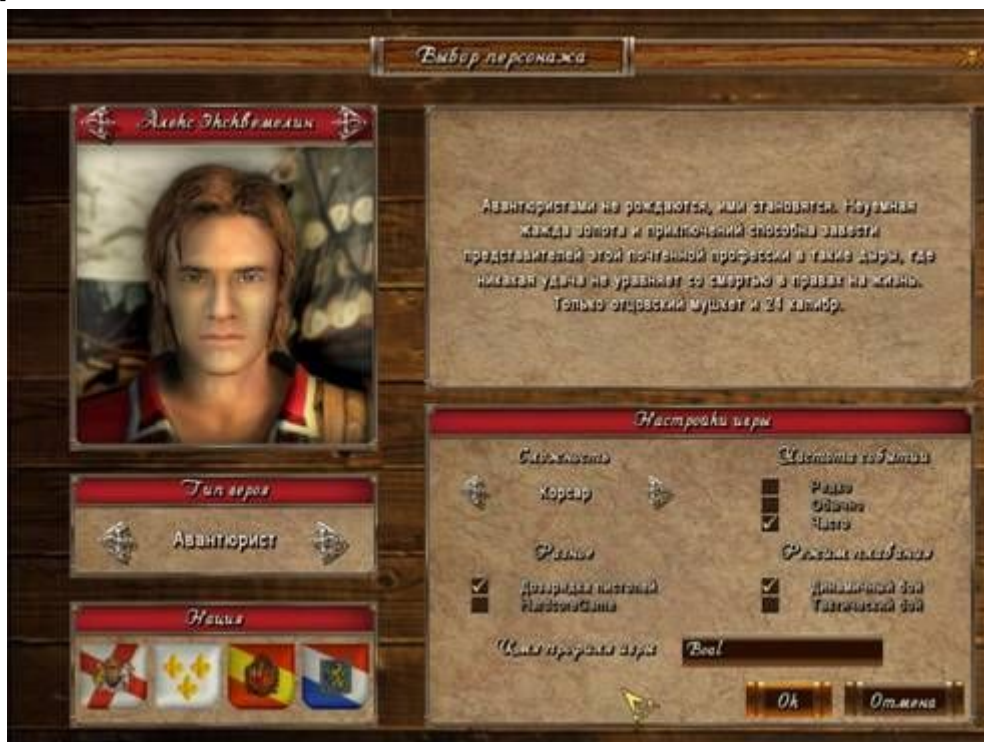 Выбор персонажа
Алекс Эксквемелин
Авантюристами не рождаются, ими становятся. Неуемная
жажда золота и приключений способна завести
представителей этой почтенной профессии в такие дыры, где
никакая удача не уравняет со смертью в правах на жизнь.
Только отцовский мушкет и 24 калибр.
Тип героя
Авантюрист
Нация
Настройки игры
Сложность
Корсар
Частота событий
Редко
Обычно
Часто
Разное
Дозарядка пистолей
HardcoreGame
Режим плавания
Динамичный бой
Тактический бой
Имя профиля игры
Boal
Ok
Отмена